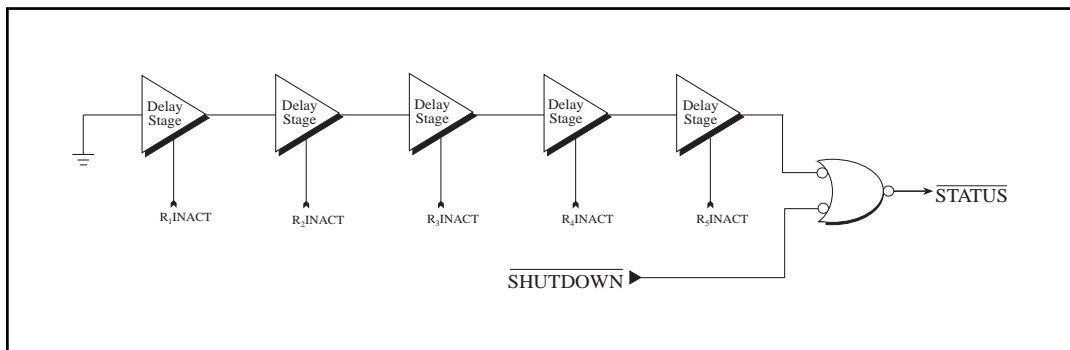 Delay
Stage
Delay
Stage
Delay
Stage
Delay
Stage
Delay
Stage
R₁INACT
R₂INACT
R₃INACT
R₄INACT
R₅INACT
STATUS
SHUTDOWN